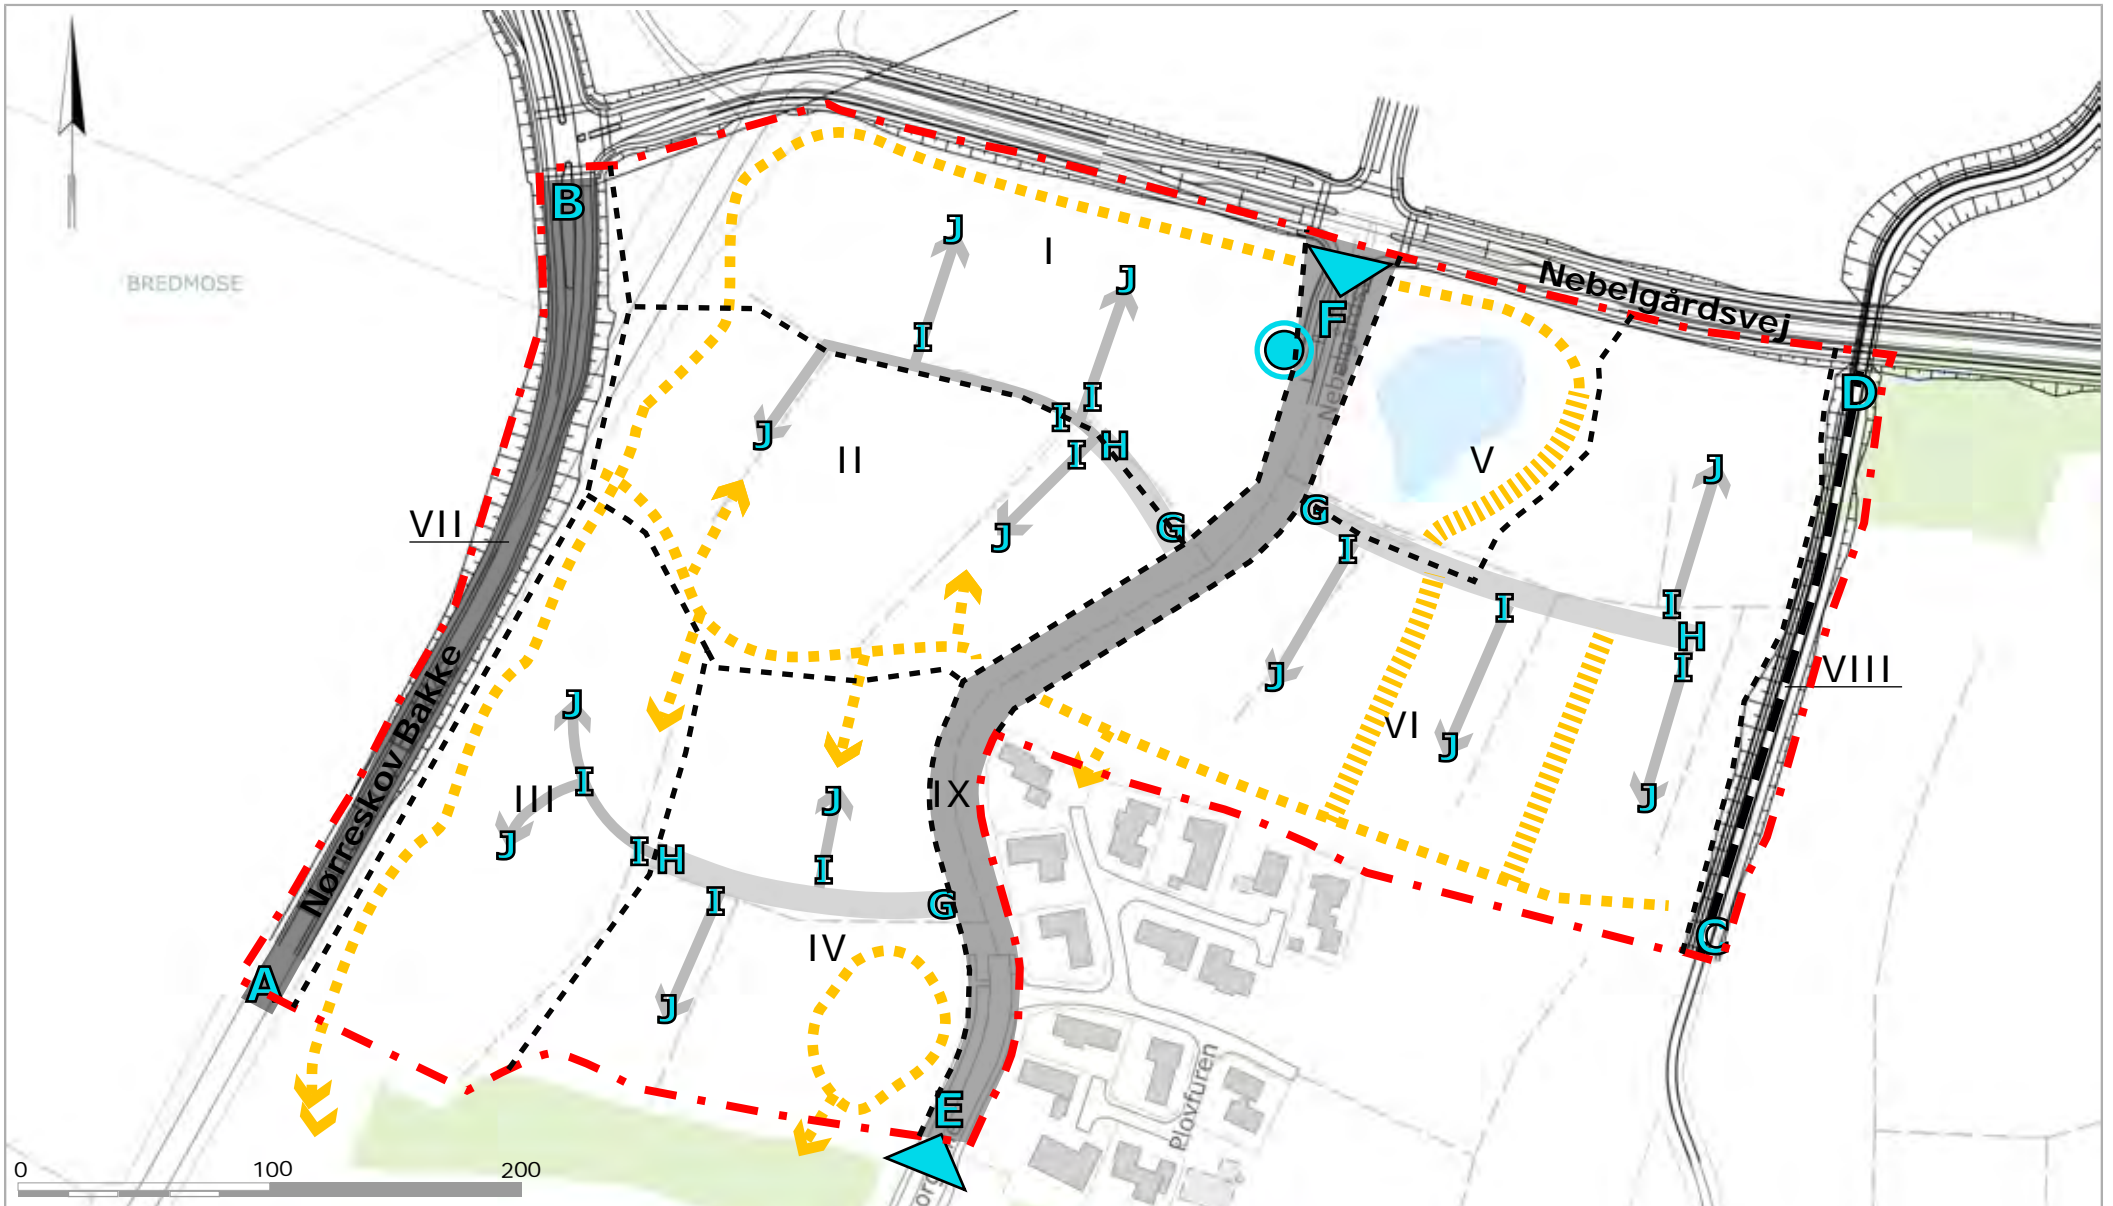 B
BREDMOSE
J
I
J
F
Nebelgårdsvej
I
D
J
I
I
H
I
II
V
J
VII
J
G
G
I
I
I
H
I
VIII
J
J
VI
J
J
Nørreskov Bakke
I
III
J
IX
J
I
H
I
I
G
J
IV
C
A
J
E
Plovfuren
0 100 200